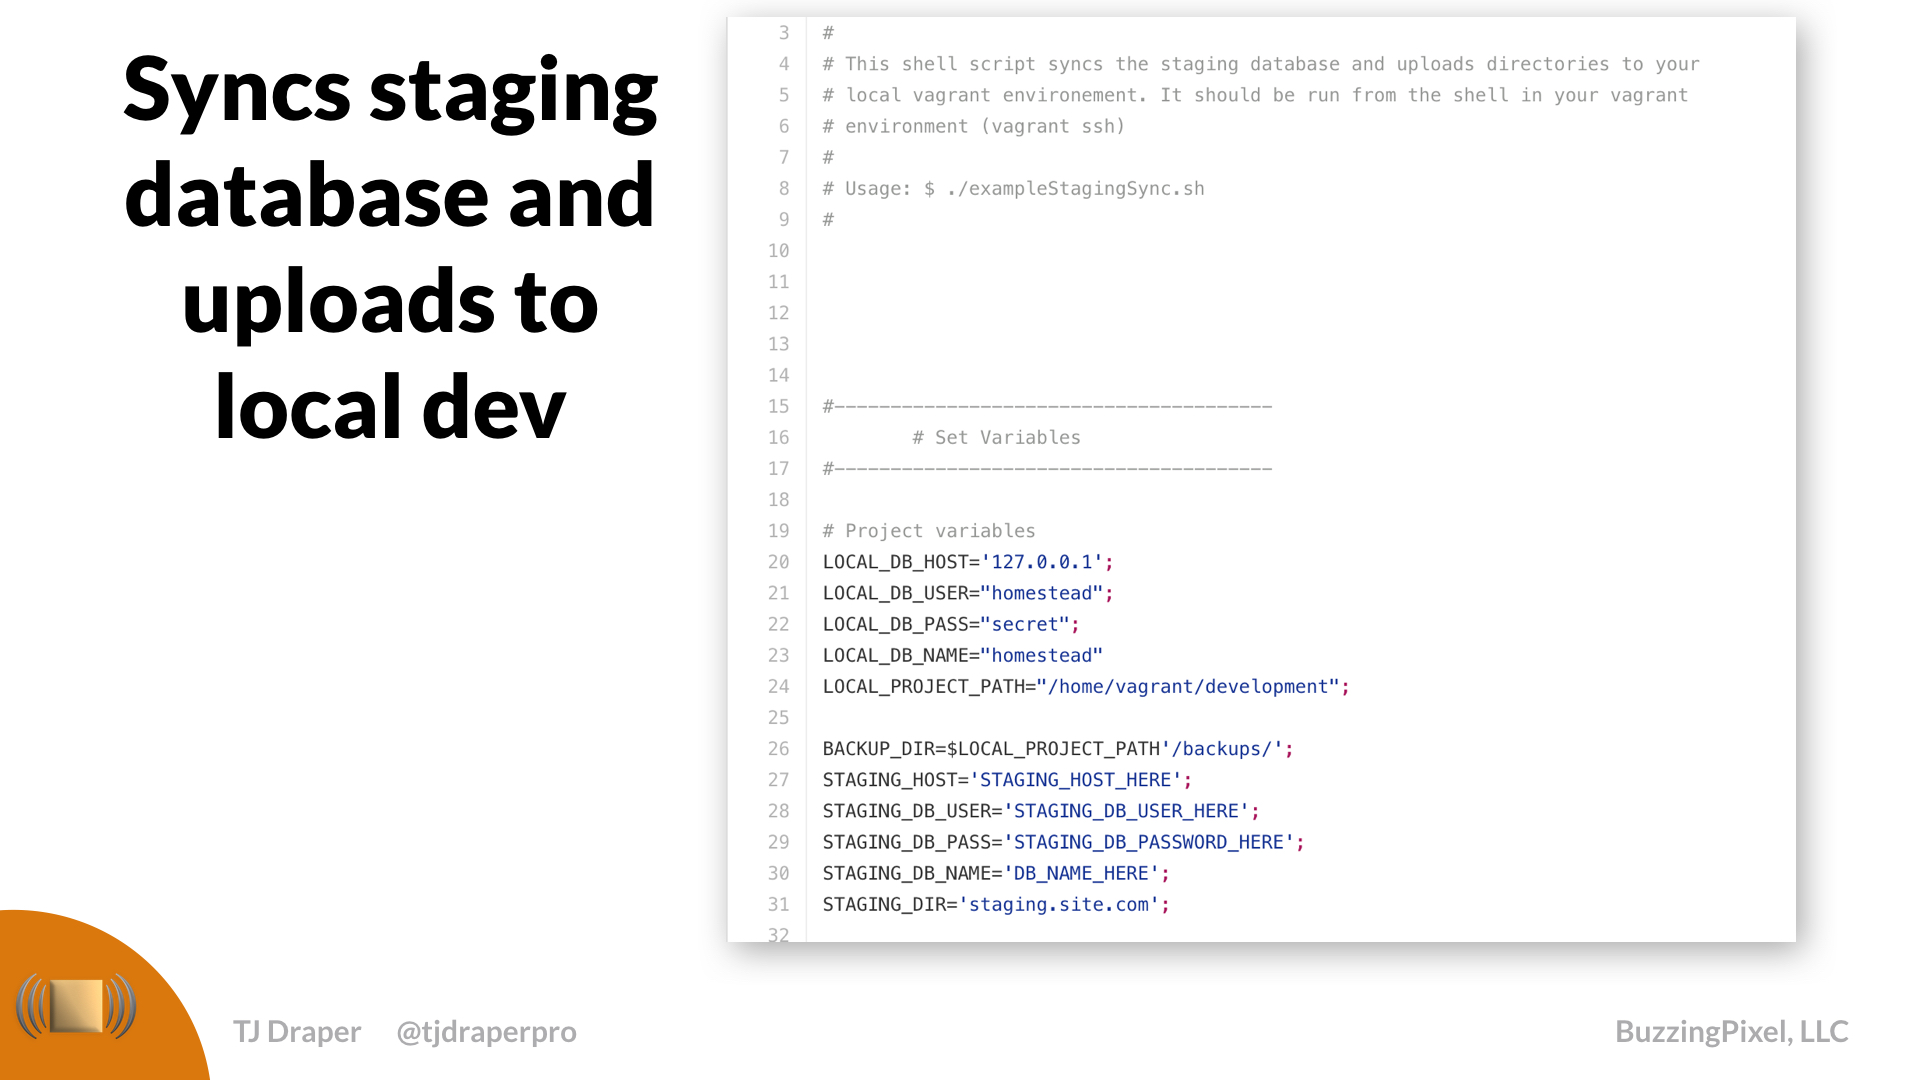 Syncs staging
database and
uploads to
local dev
3 #
4 # This shell script syncs the staging database and uploads directories to your
5 # local vagrant environement. It should be run from the shell in your vagrant
6 # environment (vagrant ssh)
7 #
8 # Usage: $ ./exampleStagingSync.sh
9 #
10
11
12
13
14
15 #---------------------------------------
16         # Set Variables
17 #---------------------------------------
18
19 # Project variables
20 LOCAL_DB_HOST='127.0.0.1';
21 LOCAL_DB_USER="homestead";
22 LOCAL_DB_PASS="secret";
23 LOCAL_DB_NAME="homestead"
24 LOCAL_PROJECT_PATH="/home/vagrant/development";
25
26 BACKUP_DIR=$LOCAL_PROJECT_PATH'/backups/';
27 STAGING_HOST='STAGING_HOST_HERE';
28 STAGING_DB_USER='STAGING_DB_USER_HERE';
29 STAGING_DB_PASS='STAGING_DB_PASSWORD_HERE';
30 STAGING_DB_NAME='DB_NAME_HERE';
31 STAGING_DIR='staging.site.com';
32
TJ Draper @tjdraperpro
BuzzingPixel, LLC